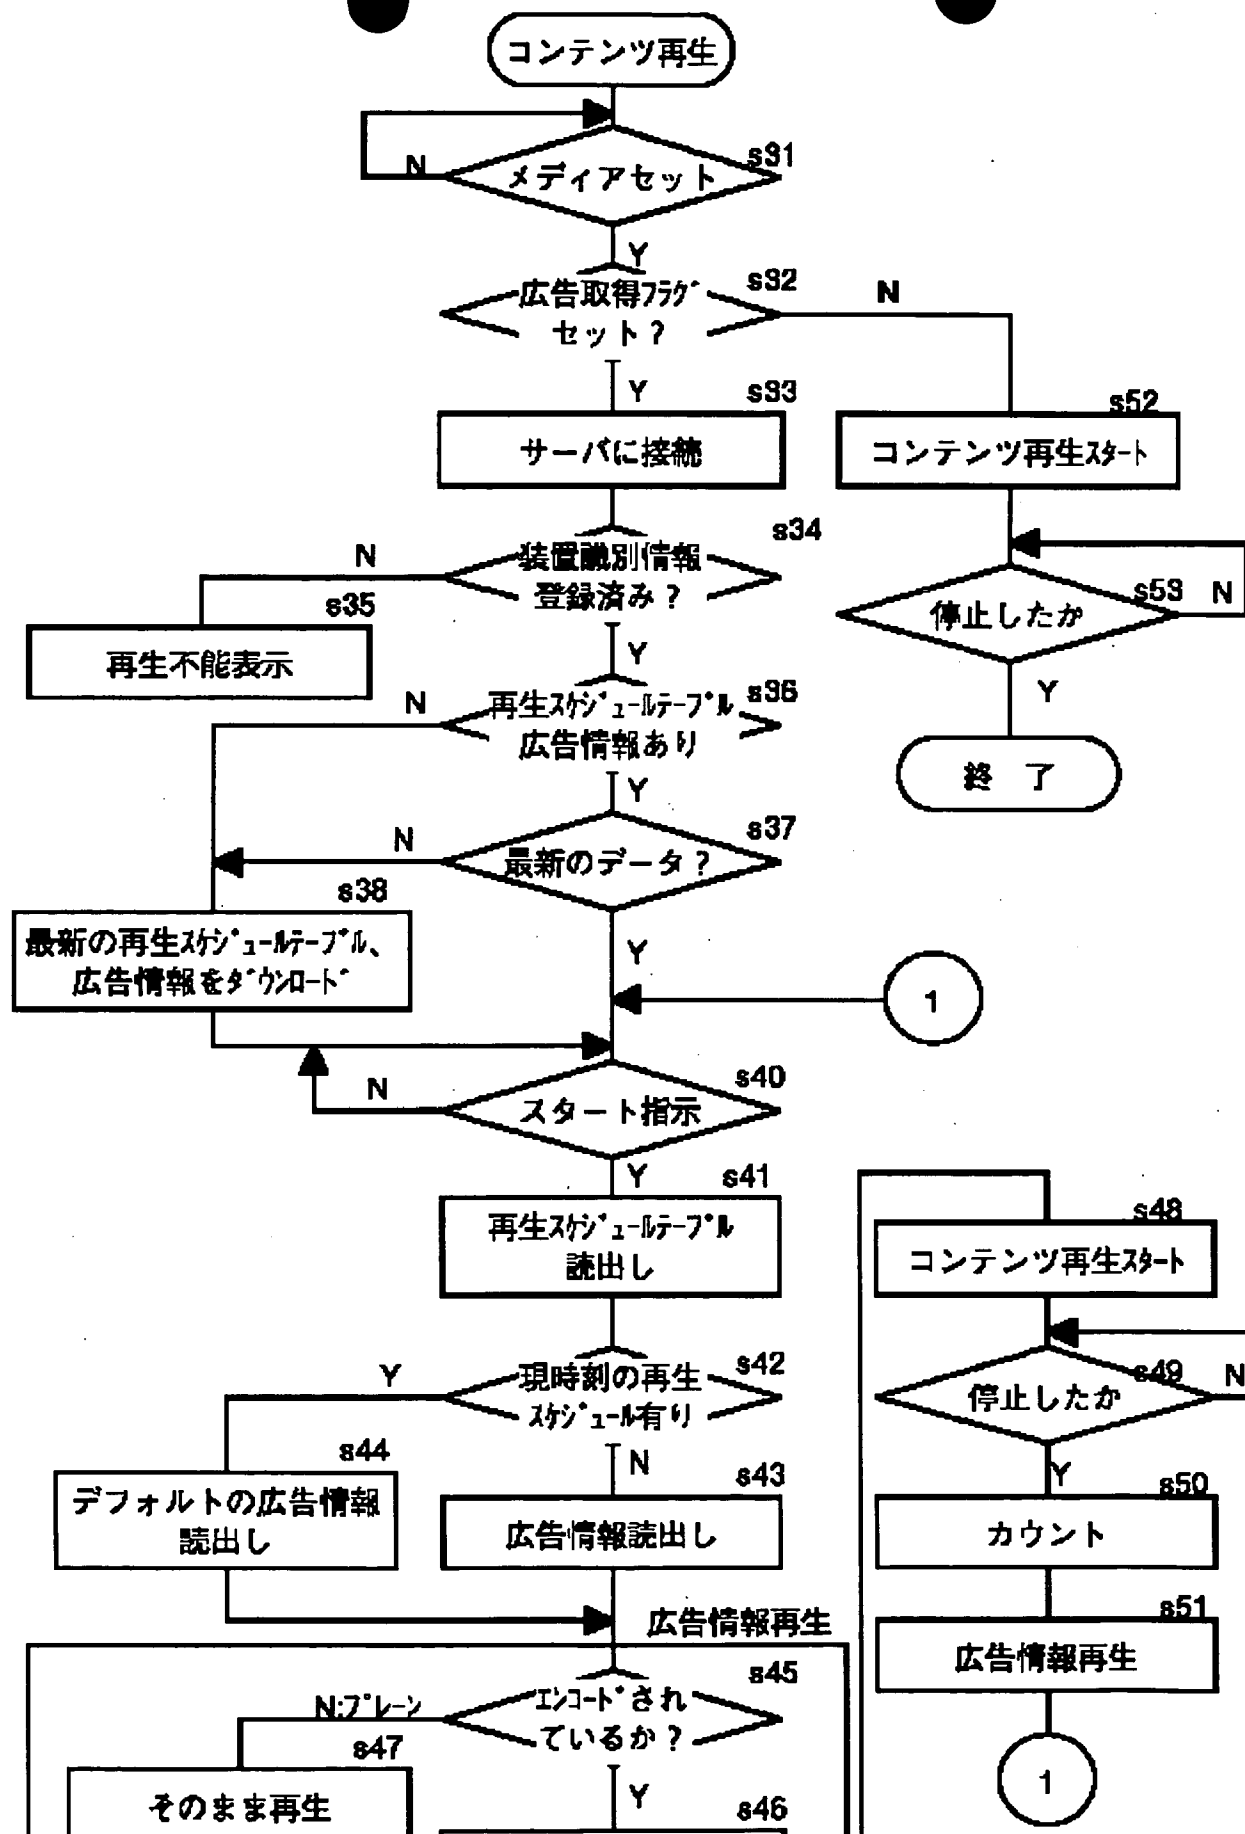 コンテンツ再生
s31
N
メディアセット
Y
s32
広告取得フラグ
N
セット？
Y
s33
s52
サーバに接続
コンテンツ再生スタート
s34
N
装置識別情報
登録済み？
s35
s53
N
停止したか
再生不能表示
Y
s36
Y
N
再生スケジュールテーブル
広告情報あり
終　了
Y
s37
N
最新のデータ？
s38
最新の再生スケジュールテーブル、
広告情報をダウンロード
Y
1
s40
N
スタート指示
Y
s41
再生スケジュールテーブル
読出し
s48
コンテンツ再生スタート
s42
Y
現時刻の再生
スケジュール有り
s49
N
停止したか
s44
N
s43
Y
s50
デフォルトの広告情報
読出し
広告情報読出し
カウント
広告情報再生
s51
広告情報再生
s45
N:プレーン
エンコードされ
ているか？
s47
そのまま再生
Y
s46
1